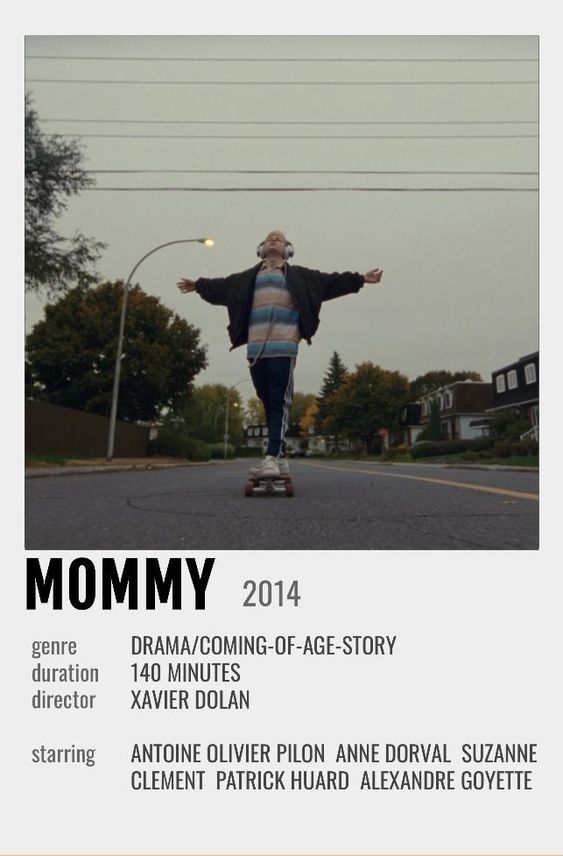 MOMMY 2014
genre DRAMA/COMING-OF-AGE-STORY
duration 140 MINUTES
director XAVIER DOLAN
starring ANTOINE OLIVIER PILON ANNE DORVAL SUZANNE
CLEMENT PATRICK HUARD ALEXANDRE GOYETTE